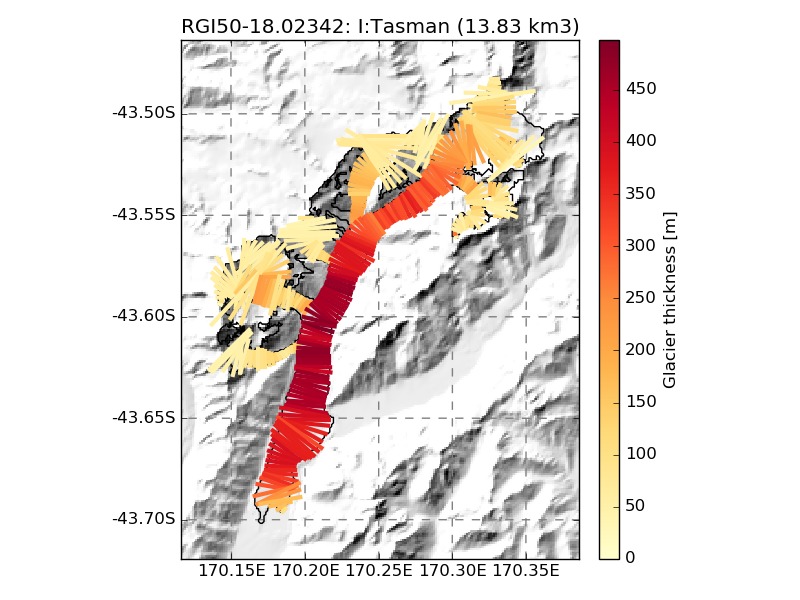 RGI50-18.02342: I:Tasman (13.83 km3)
-43.50S
-43.55S
-43.60S
-43.65S
-43.70S
170.15E 170.20E 170.25E 170.30E 170.35E
450
400
350
300
250
200
150
100
50
0
Glacier thickness [m]